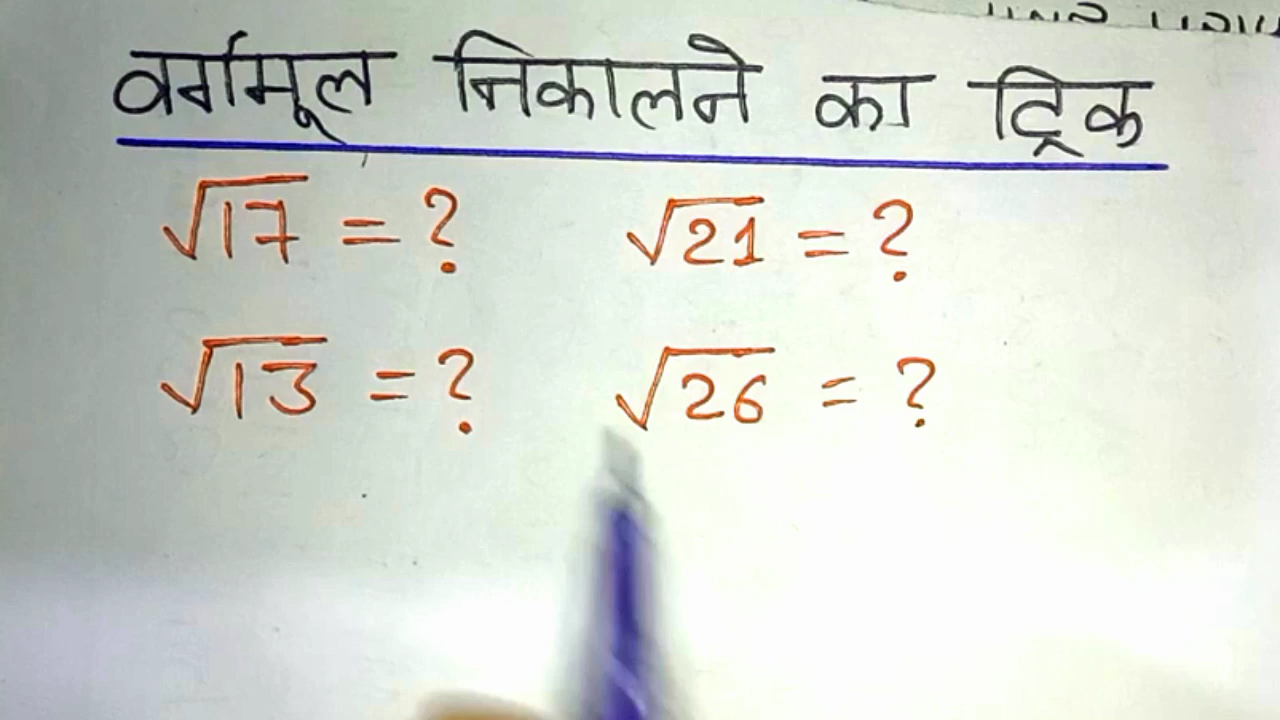 वर्गमूल निकालने का ट्रिक
√17 = ? √21 = ?
√13 = ? √26 = ?